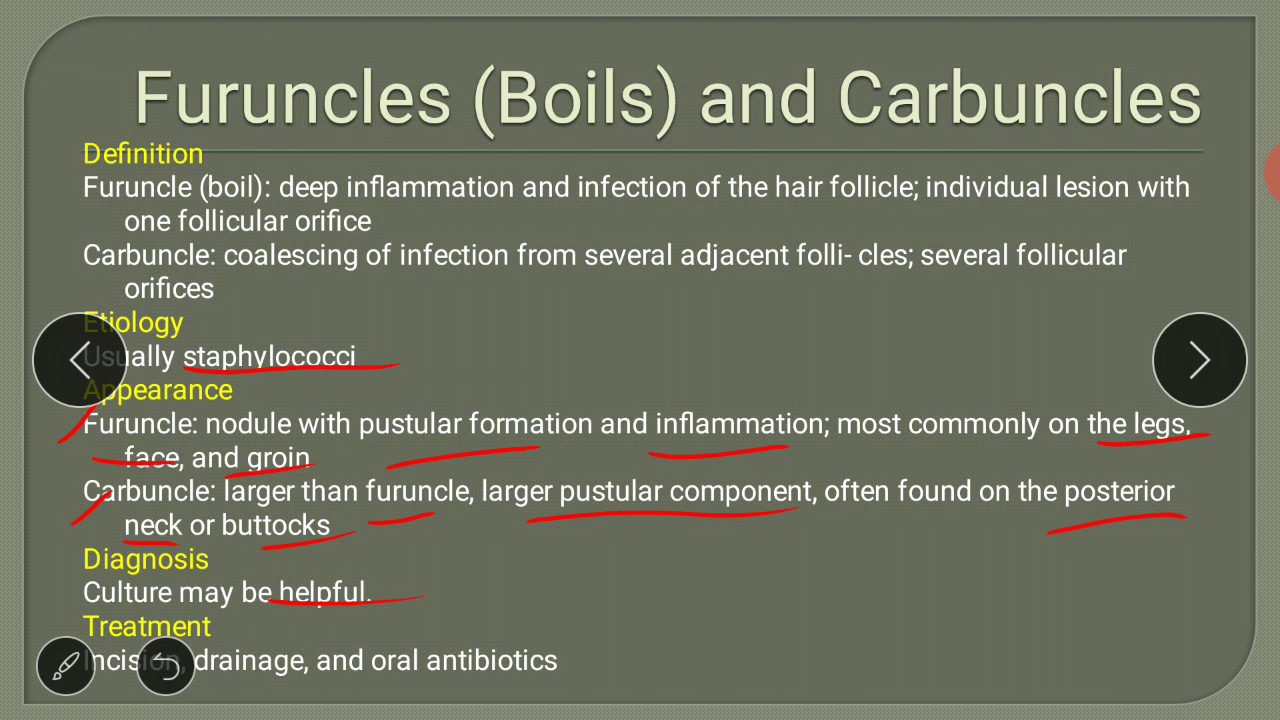 Furuncles (Boils) and Carbuncles
Definition
Furuncle (boil): deep inflammation and infection of the hair follicle; individual lesion with
one follicular orifice
Carbuncle: coalescing of infection from several adjacent folli- cles; several follicular
orifices
Etiology
Usually staphylococci
Appearance
Furuncle: nodule with pustular formation and inflammation; most commonly on the legs,
face, and groin
Carbuncle: larger than furuncle, larger pustular component, often found on the posterior
neck or buttocks
Diagnosis
Culture may be helpful.
Treatment
Incision, drainage, and oral antibiotics